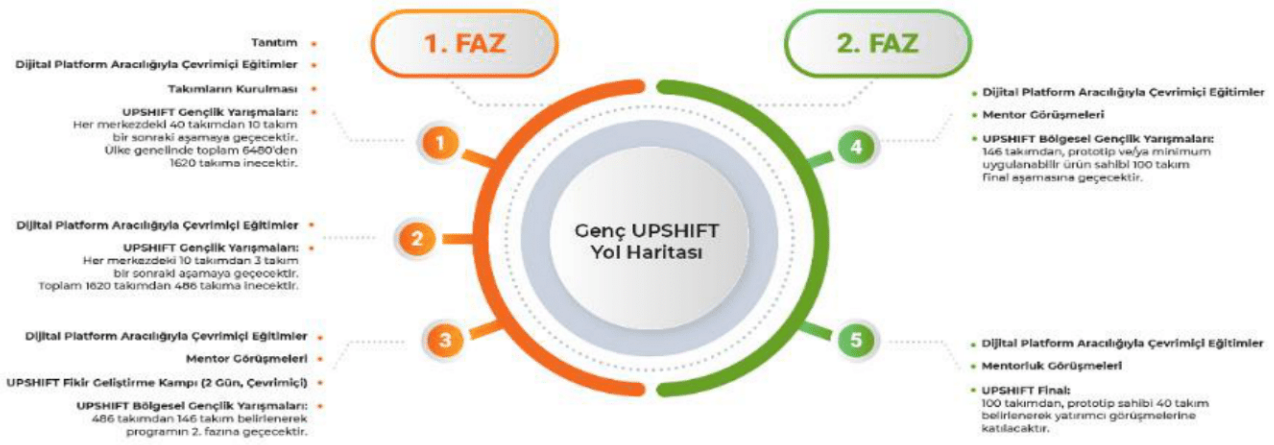 1. FAZ
Tanıtım
Dijital Platform Aracılığıyla Çevrimiçi Eğitimler
Takımların Kurulması
UPSHIFT Gençlik Yarışmaları:
Her merkezdeki 40 takımdan 10 takım
bir sonraki aşamaya geçecektir.
Ülke genelinde toplam 6480'den
1620 takıma inecektir.
1
Dijital Platform Aracılığıyla Çevrimiçi Eğitimler
UPSHIFT Gençlik Yarışmaları:
Her merkezdeki 10 takımdan 3 takım
bir sonraki aşamaya geçecektir.
Toplam 1620 takımdan 486 takıma inecektir.
2
Dijital Platform Aracılığıyla Çevrimiçi Eğitimler
Mentor Görüşmeleri
UPSHIFT Fikir Geliştirme Kampı (2 Gün, Çevrimiçi)
UPSHIFT Bölgesel Gençlik Yarışmaları:
486 takımdan 146 takım belirlenerek
programın 2. fazına geçecektir.
3
Genç UPSHIFT
Yol Haritası
2. FAZ
4
Dijital Platform Aracılığıyla Çevrimiçi Eğitimler
Mentor Görüşmeleri
UPSHIFT Bölgesel Gençlik Yarışmaları:
146 takımdan, prototip ve/ya minimum
uygulanabilir ürün sahibi 100 takım
final aşamasına geçecektir.
5
Dijital Platform Aracılığıyla Çevrimiçi Eğitimler
Mentorluk Görüşmeleri
UPSHIFT Final:
100 takımdan, prototip sahibi 40 takım
belirlenerek yatırımcı görüşmelerine
katılacaktır.